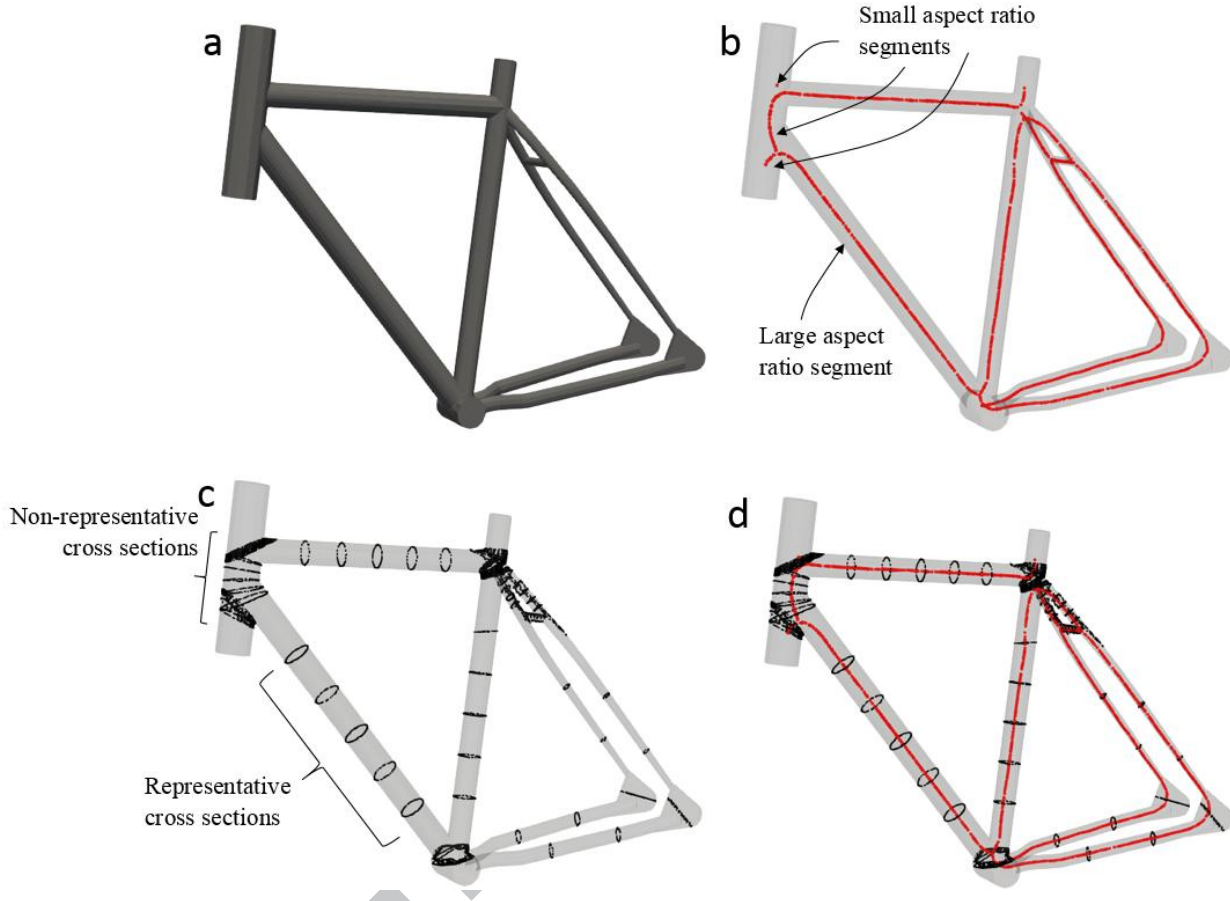 a
b
Small aspect ratio
segments
Large aspect
ratio segment
c
d
Non-representative
cross sections
Representative
cross sections